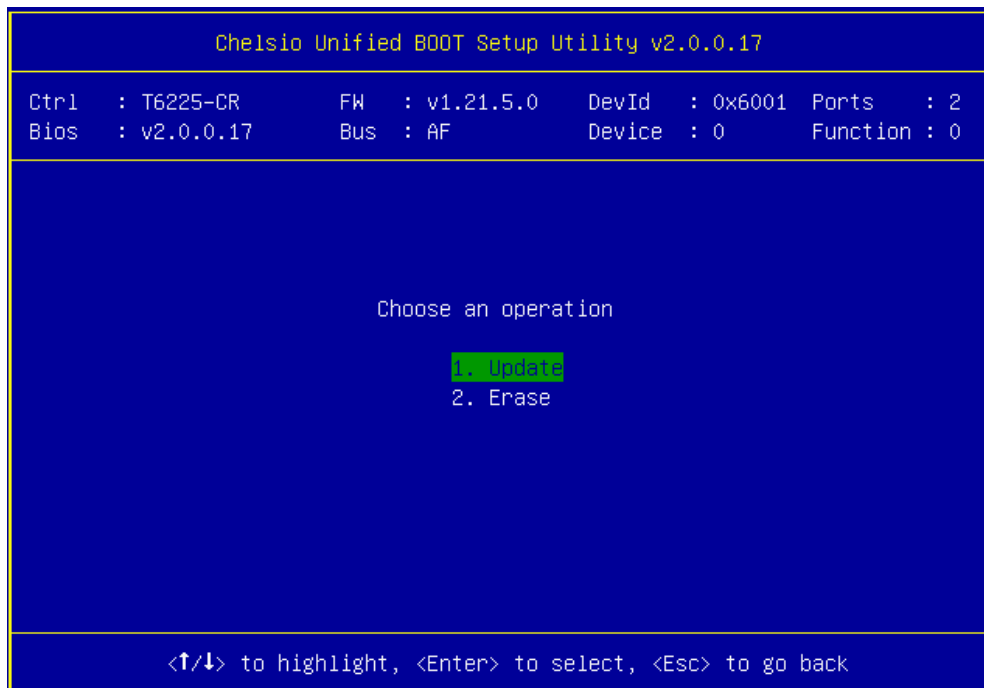 Chelsio Unified BOOT Setup Utility v2.0.0.17
Ctrl : T6225-CR FW : v1.21.5.0 DevId : 0x6001 Ports : 2
Bios : v2.0.0.17 Bus : AF Device : 0 Function : 0
Choose an operation
1. Update
2. Erase
<↑/↓> to highlight, <Enter> to select, <Esc> to go back